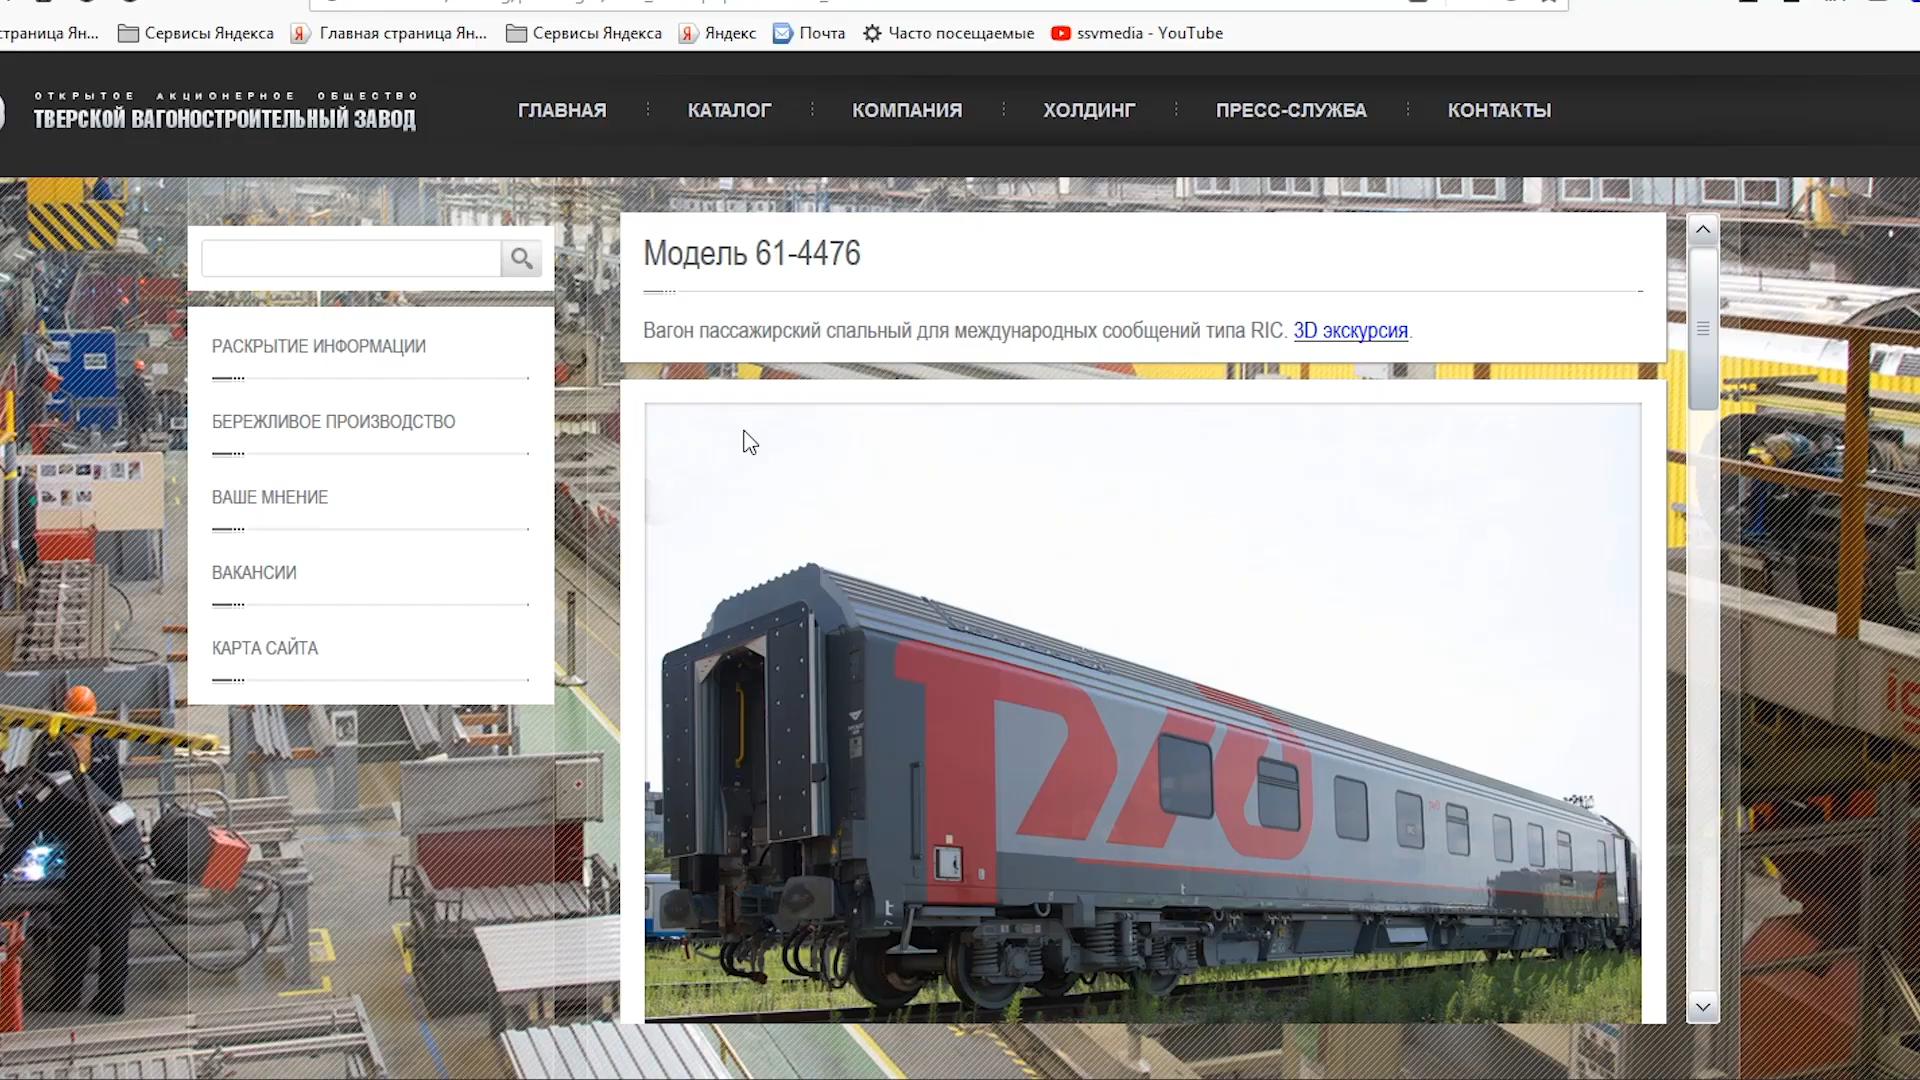 страница Ян...
Сервисы Яндекса
Главная страница Ян...
Сервисы Яндекса
Яндекс
Почта
Часто посещаемые
ssvmedia - YouTube
ОТКРЫТОЕ АКЦИОНЕРНОЕ ОБЩЕСТВО
ТВЕРСКОЙ ВАГОНОСТРОИТЕЛЬНЫЙ ЗАВОД
ГЛАВНАЯ
КАТАЛОГ
КОМПАНИЯ
ХОЛДИНГ
ПРЕСС-СЛУЖБА
КОНТАКТЫ
РАСКРЫТИЕ ИНФОРМАЦИИ
БЕРЕЖЛИВОЕ ПРОИЗВОДСТВО
ВАШЕ МНЕНИЕ
ВАКАНСИИ
КАРТА САЙТА
Модель 61-4476
Вагон пассажирский спальный для международных сообщений типа RIC. 3D экскурсия.